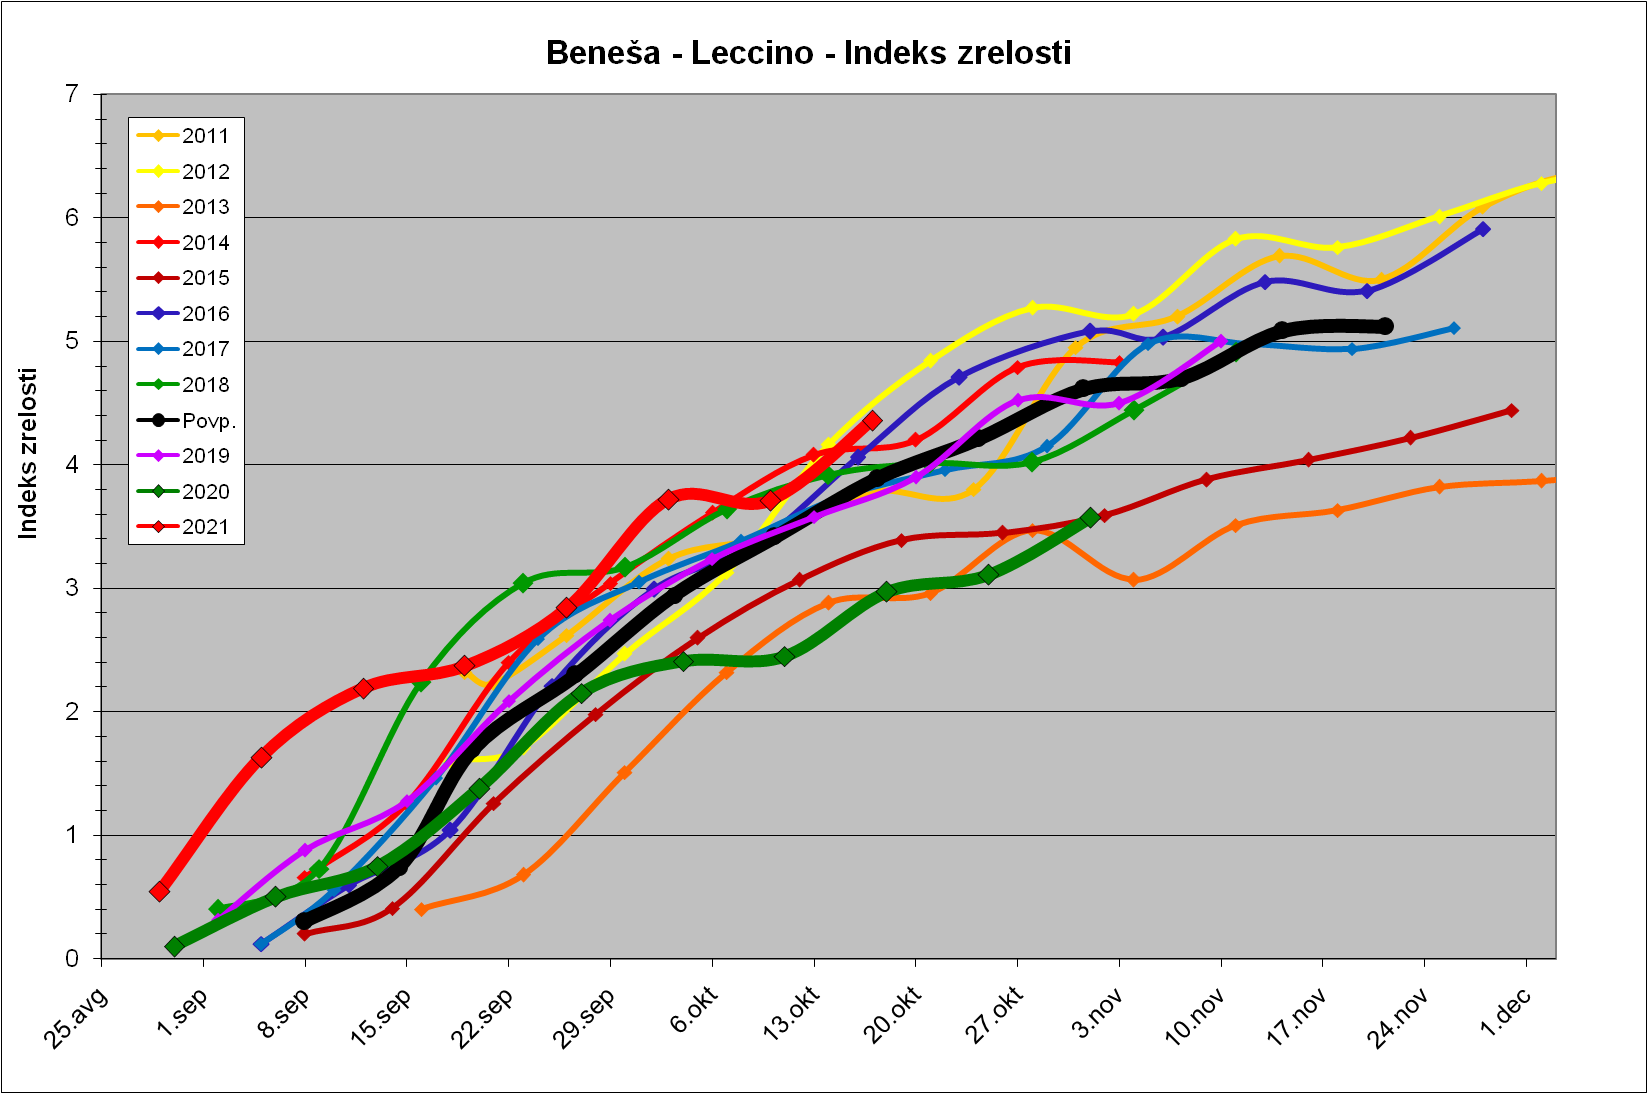 Beneša - Leccino - Indeks zrelosti
Indeks zrelosti
7
6
5
4
3
2
1
0
2011
2012
2013
2014
2015
2016
2017
2018
Povp.
2019
2020
2021
25.avg
1.sep
8.sep
15.sep
22.sep
29.sep
6.okt
13.okt
20.okt
27.okt
3.nov
10.nov
17.nov
24.nov
1.dec